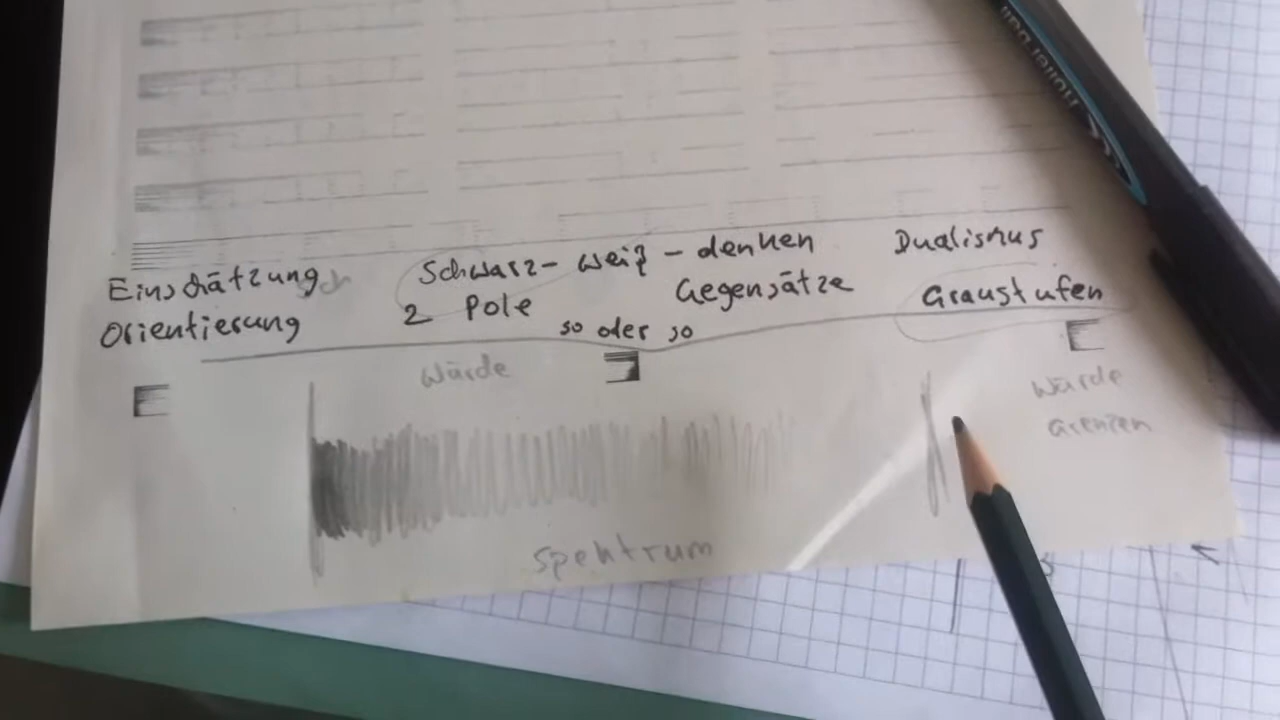 Einschätzung
Orientierung
Schwarz-weiß-denken
2 Pole
Gegensätze
so oder so
Dualismus
Graustufen
Würde
Würde
Grenzen
Spektrum